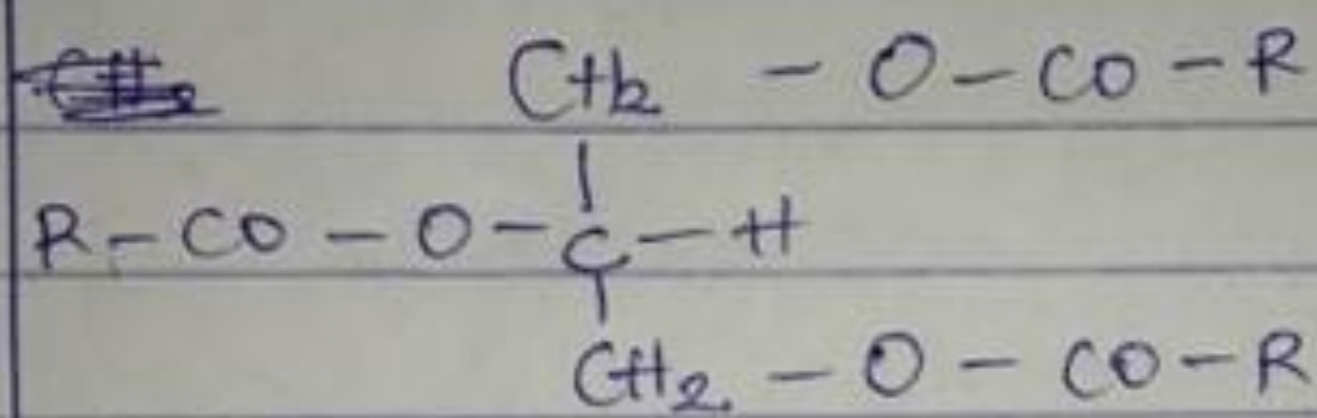 CH2 - O - CO - R
|
R - CO - O - C - H
|
CH2. - O - CO - R